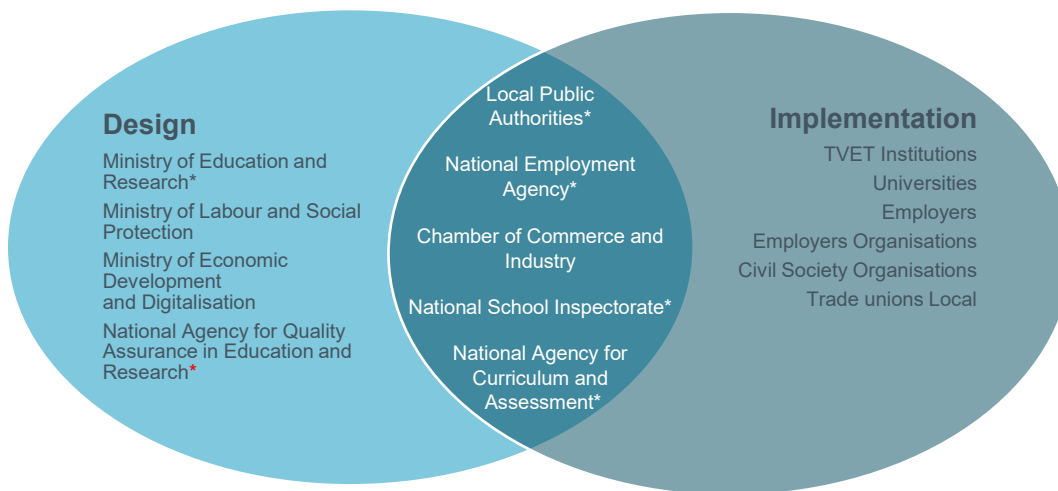 Design
Ministry of Education and
Research*
Ministry of Labour and Social
Protection
Ministry of Economic
Development
and Digitalisation
National Agency for Quality
Assurance in Education and
Research*
Local Public
Authorities*
National Employment
Agency*
Chamber of Commerce and
Industry
National School Inspectorate*
National Agency for
Curriculum and
Assessment*
Implementation
TVET Institutions
Universities
Employers
Employers Organisations
Civil Society Organisations
Trade unions Local